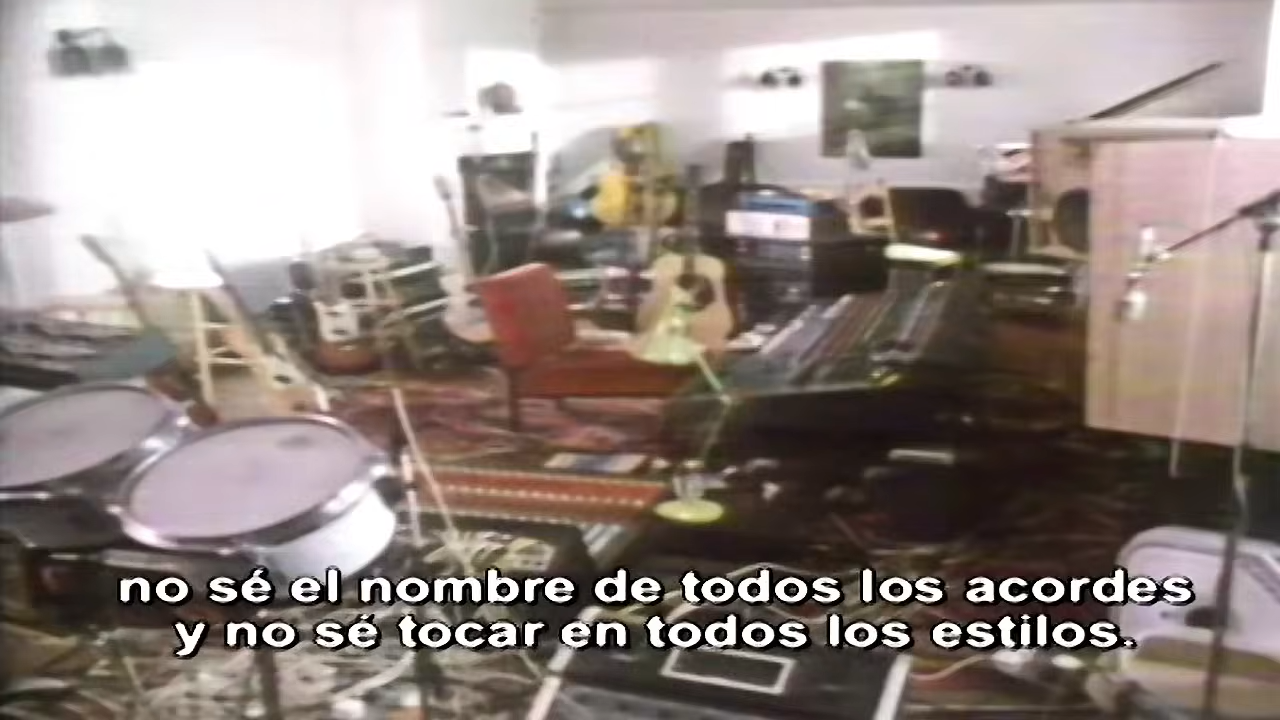 no sé el nombre de todos los acordes
y no sé tocar en todos los estilos.